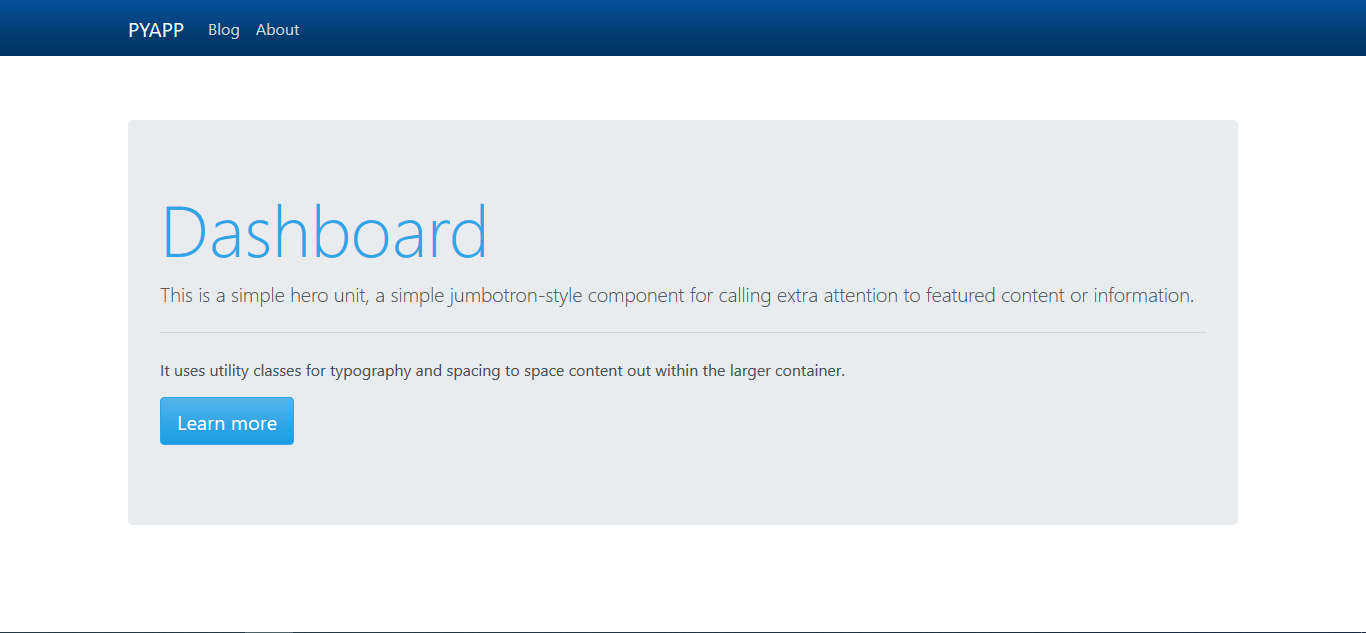 PYAPP Blog About
Dashboard
This is a simple hero unit, a simple jumbotron-style component for calling extra attention to featured content or information.
It uses utility classes for typography and spacing to space content out within the larger container.
Learn more